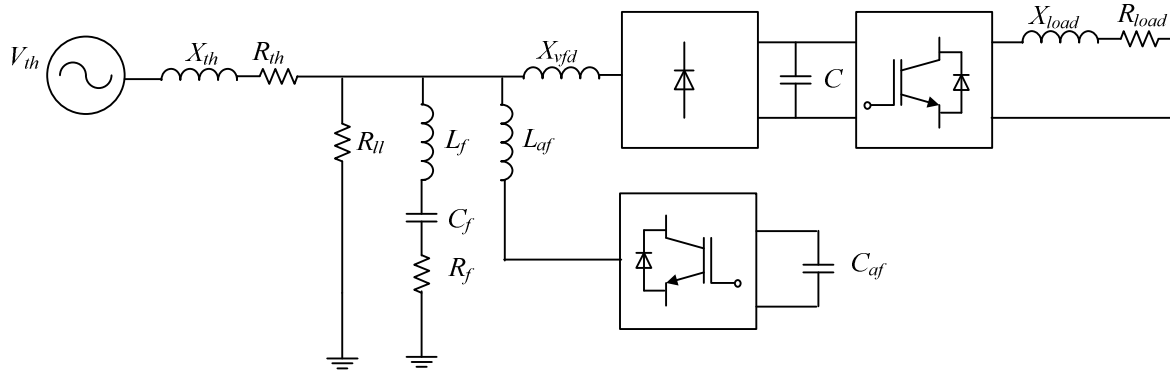 V_th
X_th
R_th
X_vfd
C
X_load
R_load
R_ll
L_f
L_af
C_f
R_f
C_af